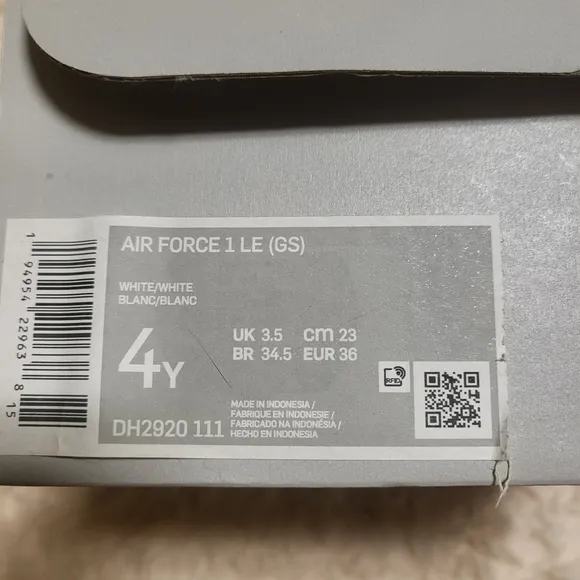 AIR FORCE 1 LE (GS)
WHITE/WHITE
BLANC/BLANC
4Y
UK 3.5 cm 23
BR 34.5 EUR 36
RFID
DH2920 111
MADE IN INDONESIA /
FABRIQUE EN INDONESIE /
FABRICADO NA INDONÉSIA /
HECHO EN INDONESIA
1 94954 22963 8 15